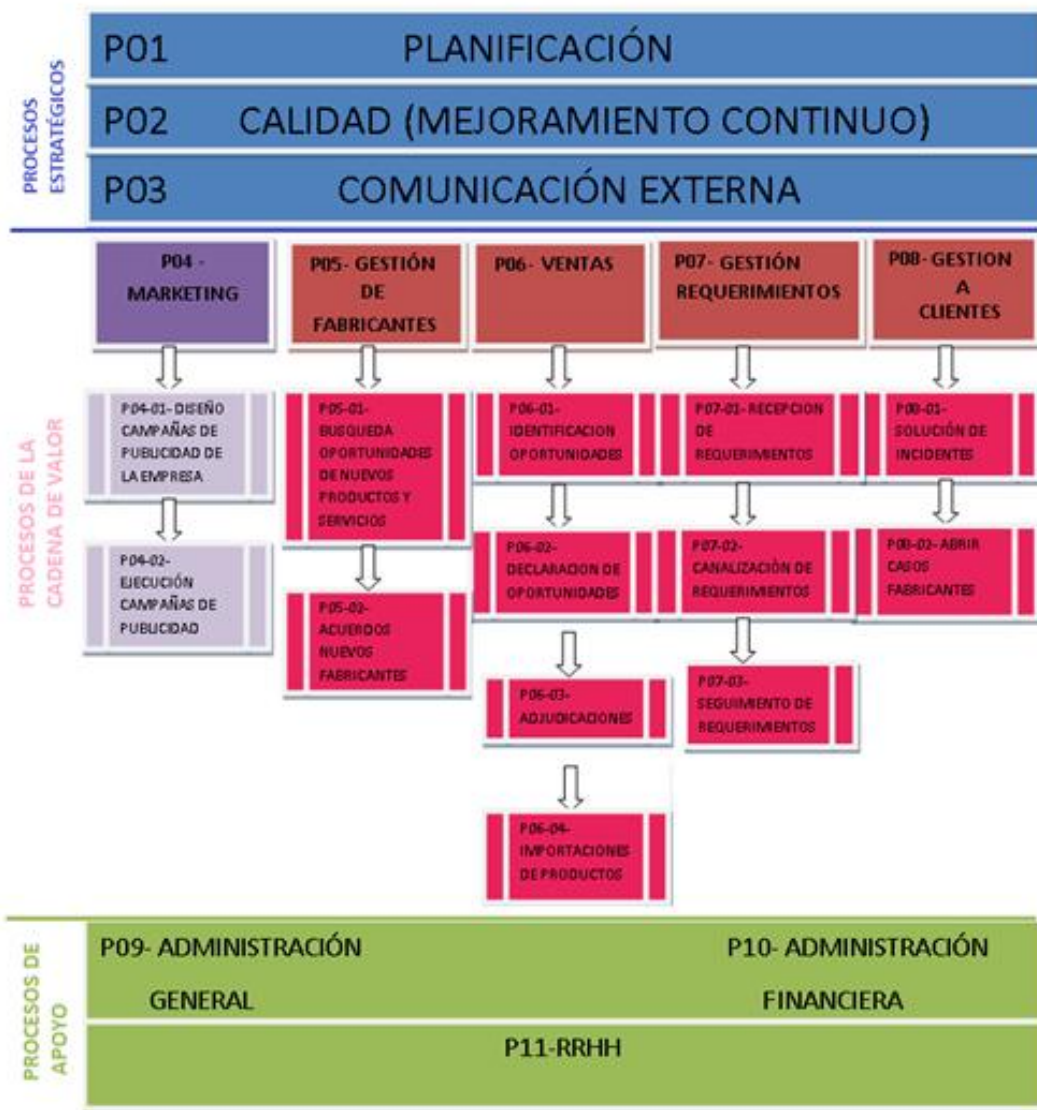 PROCESOS
ESTRATÉGICOS
P01 PLANIFICACIÓN
P02 CALIDAD (MEJORAMIENTO CONTINUO)
P03 COMUNICACIÓN EXTERNA
PROCESOS DE LA
CADENA DE VALOR
P04 -
MARKETING
P04-01- DISEÑO
CAMPAÑAS DE
PUBLICIDAD DE
LA EMPRESA
P04-02-
EJECUCIÓN
CAMPAÑAS DE
PUBLICIDAD
P05- GESTIÓN
DE
FABRICANTES
P05-01-
BUSQUEDA
OPORTUNIDADES
DE NUEVOS
PRODUCTOS Y
SERVICIOS
P05-02-
ACUERDOS
NUEVOS
FABRICANTES
P06- VENTAS
P06-01-
IDENTIFICACION
OPORTUNIDADES
P06-02-
DECLARACION DE
OPORTUNIDADES
P06-03-
ADJUDICACIONES
P06-04-
IMPORTACIONES
DE PRODUCTOS
P07- GESTIÓN
REQUERIMIENTOS
P07-01- RECEPCION
DE
REQUERIMIENTOS
P07-02-
CANALIZACIÓN DE
REQUERIMIENTOS
P07-03-
SEGUIMIENTO DE
REQUERIMIENTOS
P08- GESTION
A
CLIENTES
P08-01-
SOLUCIÓN DE
INCIDENTES
P08-02- ABRIR
CASOS
FABRICANTES
PROCESOS DE
APOYO
P09- ADMINISTRACIÓN
GENERAL
P10- ADMINISTRACIÓN
FINANCIERA
P11-RRHH